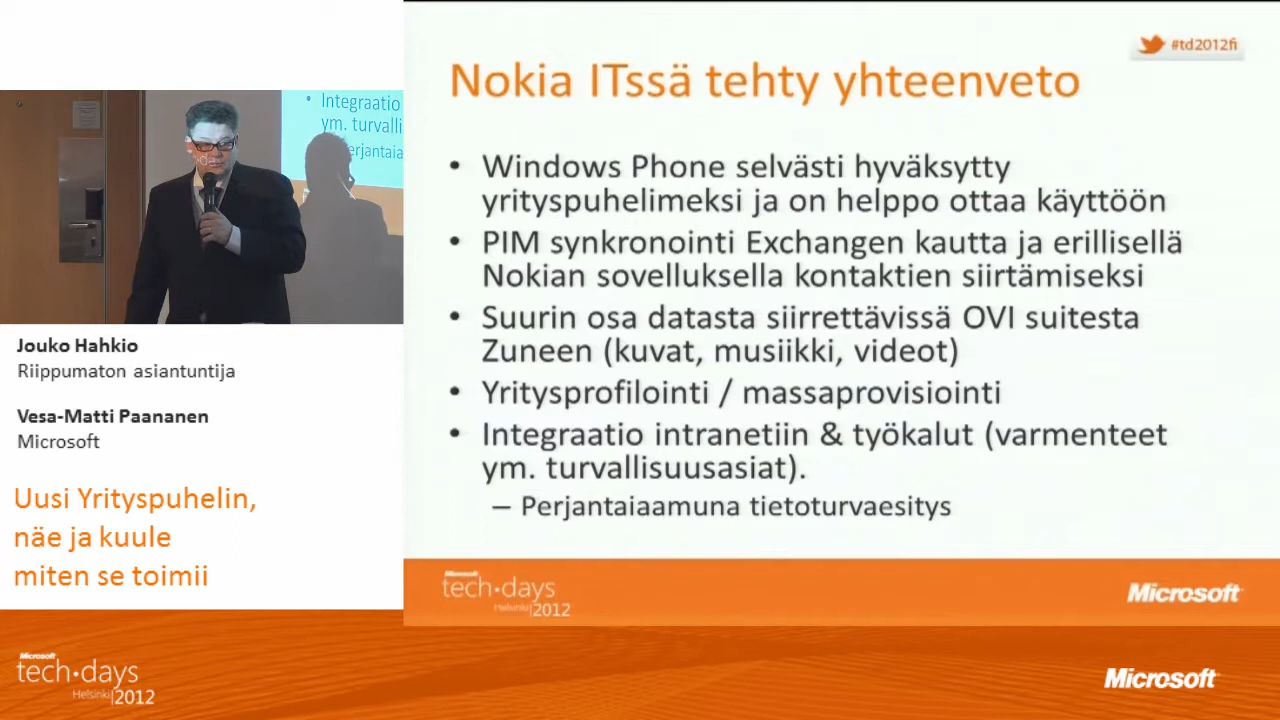 #td2012fi
Nokia ITssä tehty yhteenveto
• Windows Phone selvästi hyväksytty
yrityspuhelimeksi ja on helppo ottaa käyttöön
• PIM synkronointi Exchangen kautta ja erillisellä
Nokian sovelluksella kontaktien siirtämiseksi
• Suurin osa datasta siirrettävissä OVI suitesta
Zuneen (kuvat, musiikki, videot)
• Yritysprofilointi / massaprovisiointi
• Integraatio intranetiin & työkalut (varmenteet
ym. turvallisuusasiat).
– Perjantaiaamuna tietoturvaesitys
• Integraatio
ym. turvalli
erjantaia
Jouko Hahkio
Riippumaton asiantuntija
Vesa-Matti Paananen
Microsoft
Uusi Yrityspuhelin,
näe ja kuule
miten se toimii
Microsoft
tech•days
Helsinki|2012
Microsoft
Microsoft
tech•days
Helsinki|2012
Microsoft